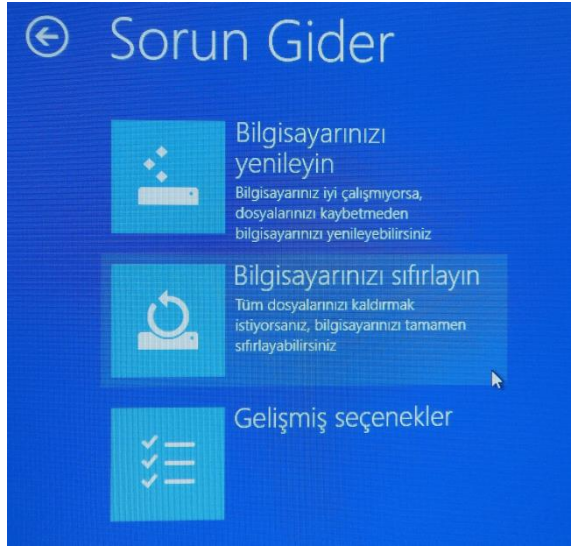 Sorun Gider
Bilgisayarınızı
yenileyin
Bilgisayarınız iyi çalışmıyorsa,
dosyalarınızı kaybetmeden
bilgisayarınızı yenileyebilirsiniz
Bilgisayarınızı sıfırlayın
Tüm dosyalarınızı kaldırmak
istiyorsanız, bilgisayarınızı tamamen
sıfırlayabilirsiniz
Gelişmiş seçenekler